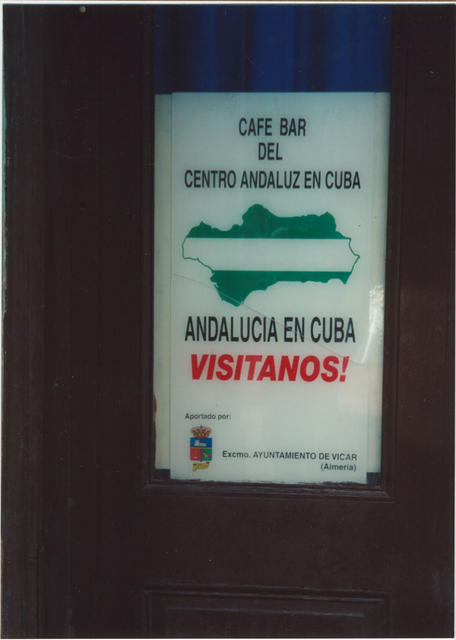 CAFE BAR
DEL
CENTRO ANDALUZ EN CUBA
ANDALUCIA EN CUBA
VISITANOS!
Aportado por:
Excmo. AYUNTAMIENTO DE VICAR
(Almeria)